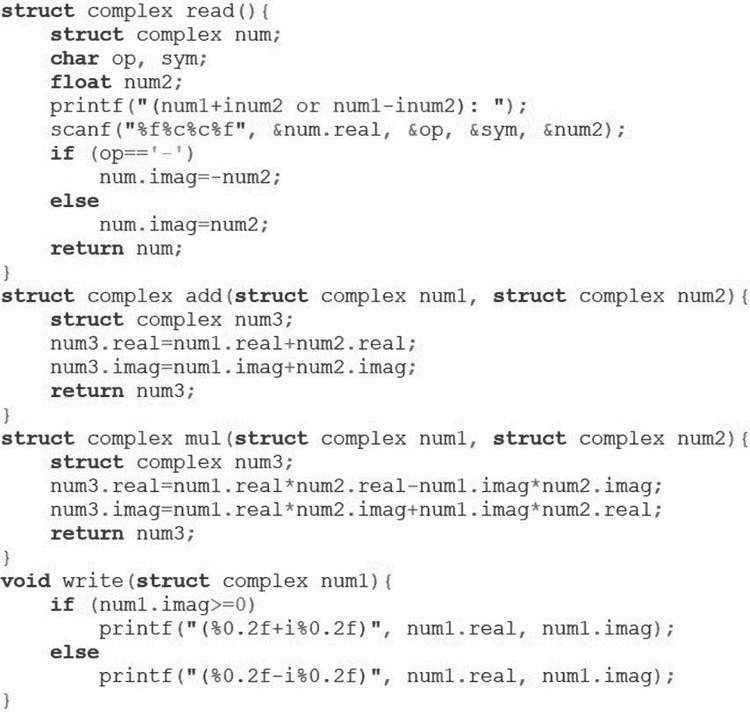 struct complex read(){
    struct complex num;
    char op, sym;
    float num2;
    printf("(num1+inum2 or num1-inum2): ");
    scanf("%f%c%c%f", &num.real, &op, &sym, &num2);
    if (op=='-')
        num.imag=-num2;
    else
        num.imag=num2;
    return num;
}
struct complex add(struct complex num1, struct complex num2){
    struct complex num3;
    num3.real=num1.real+num2.real;
    num3.imag=num1.imag+num2.imag;
    return num3;
}
struct complex mul(struct complex num1, struct complex num2){
    struct complex num3;
    num3.real=num1.real*num2.real-num1.imag*num2.imag;
    num3.imag=num1.real*num2.imag+num1.imag*num2.real;
    return num3;
}
void write(struct complex num1){
    if (num1.imag>=0)
        printf("(%0.2f+i%0.2f)", num1.real, num1.imag);
    else
        printf("(%0.2f-i%0.2f)", num1.real, num1.imag);
}